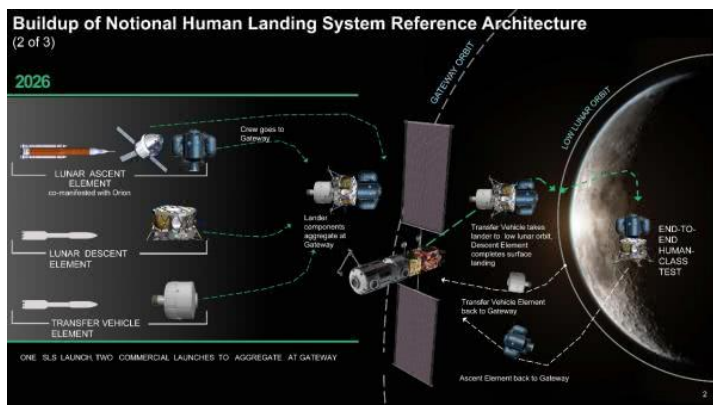 Buildup of Notional Human Landing System Reference Architecture
(2 of 3)
2026
LUNAR ASCENT
ELEMENT
co-manifested with Orion
LUNAR DESCENT
ELEMENT
TRANSFER VEHICLE
ELEMENT
ONE SLS LAUNCH, TWO COMMERCIAL LAUNCHES TO AGGREGATE AT GATEWAY
Crew goes to
Gateway
Lander
components
aggregate at
Gateway
GATEWAY ORBIT
LOW LUNAR ORBIT
Transfer Vehicle takes
lander to low lunar orbit,
Descent Element
completes surface
landing
Transfer Vehicle Element
back to Gateway
Ascent Element back to Gateway
END-TO-
END
HUMAN-
CLASS
TEST
2